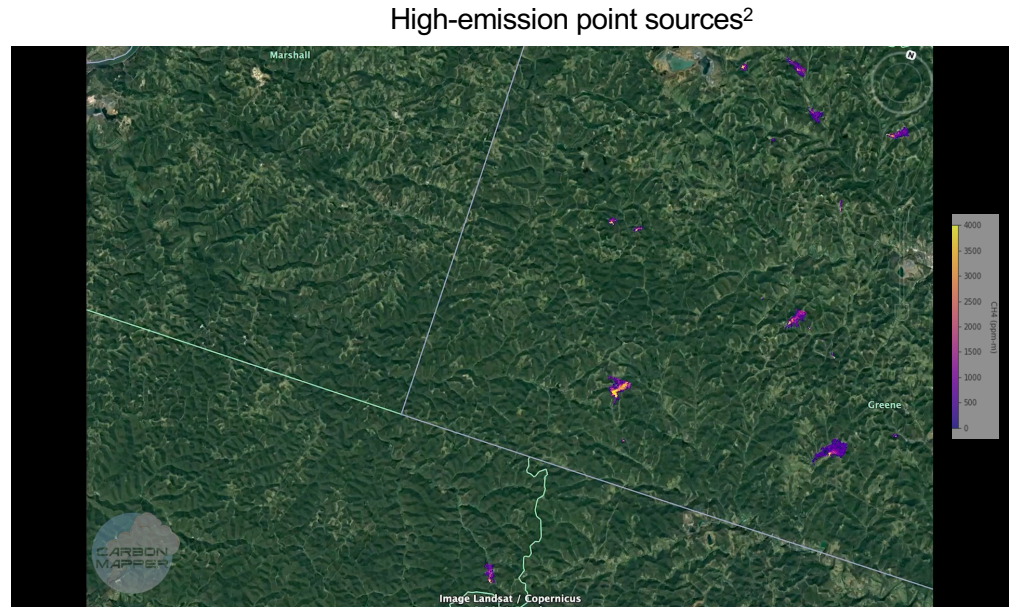 High-emission point sources²
Marshall
N
4000
3500
3000
2500
2000
1500
1000
500
0
CH4 (ppm-m)
Greene
CARBON
MAPPER
Image Landsat / Copernicus